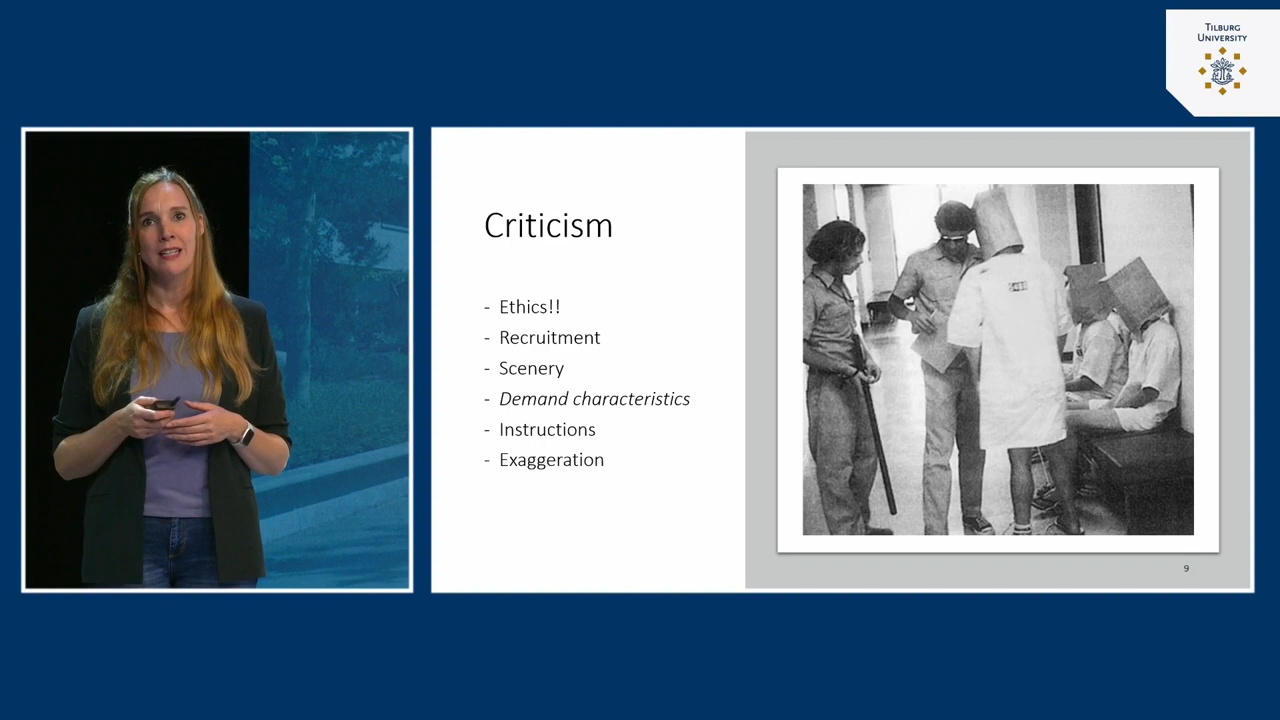 TILBURG
UNIVERSITY
Criticism
- Ethics!!
- Recruitment
- Scenery
- Demand characteristics
- Instructions
- Exaggeration
9